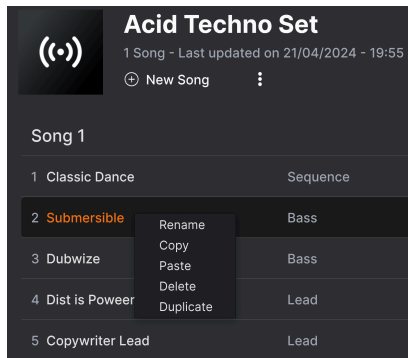 Acid Techno Set
1 Song - Last updated on 21/04/2024 - 19:55
New Song
Song 1
1 Classic Dance Sequence
2 Submersible Bass
Rename
Copy
Paste
Delete
Duplicate
3 Dubwize Bass
4 Dist is Poweer Lead
5 Copywriter Lead Lead